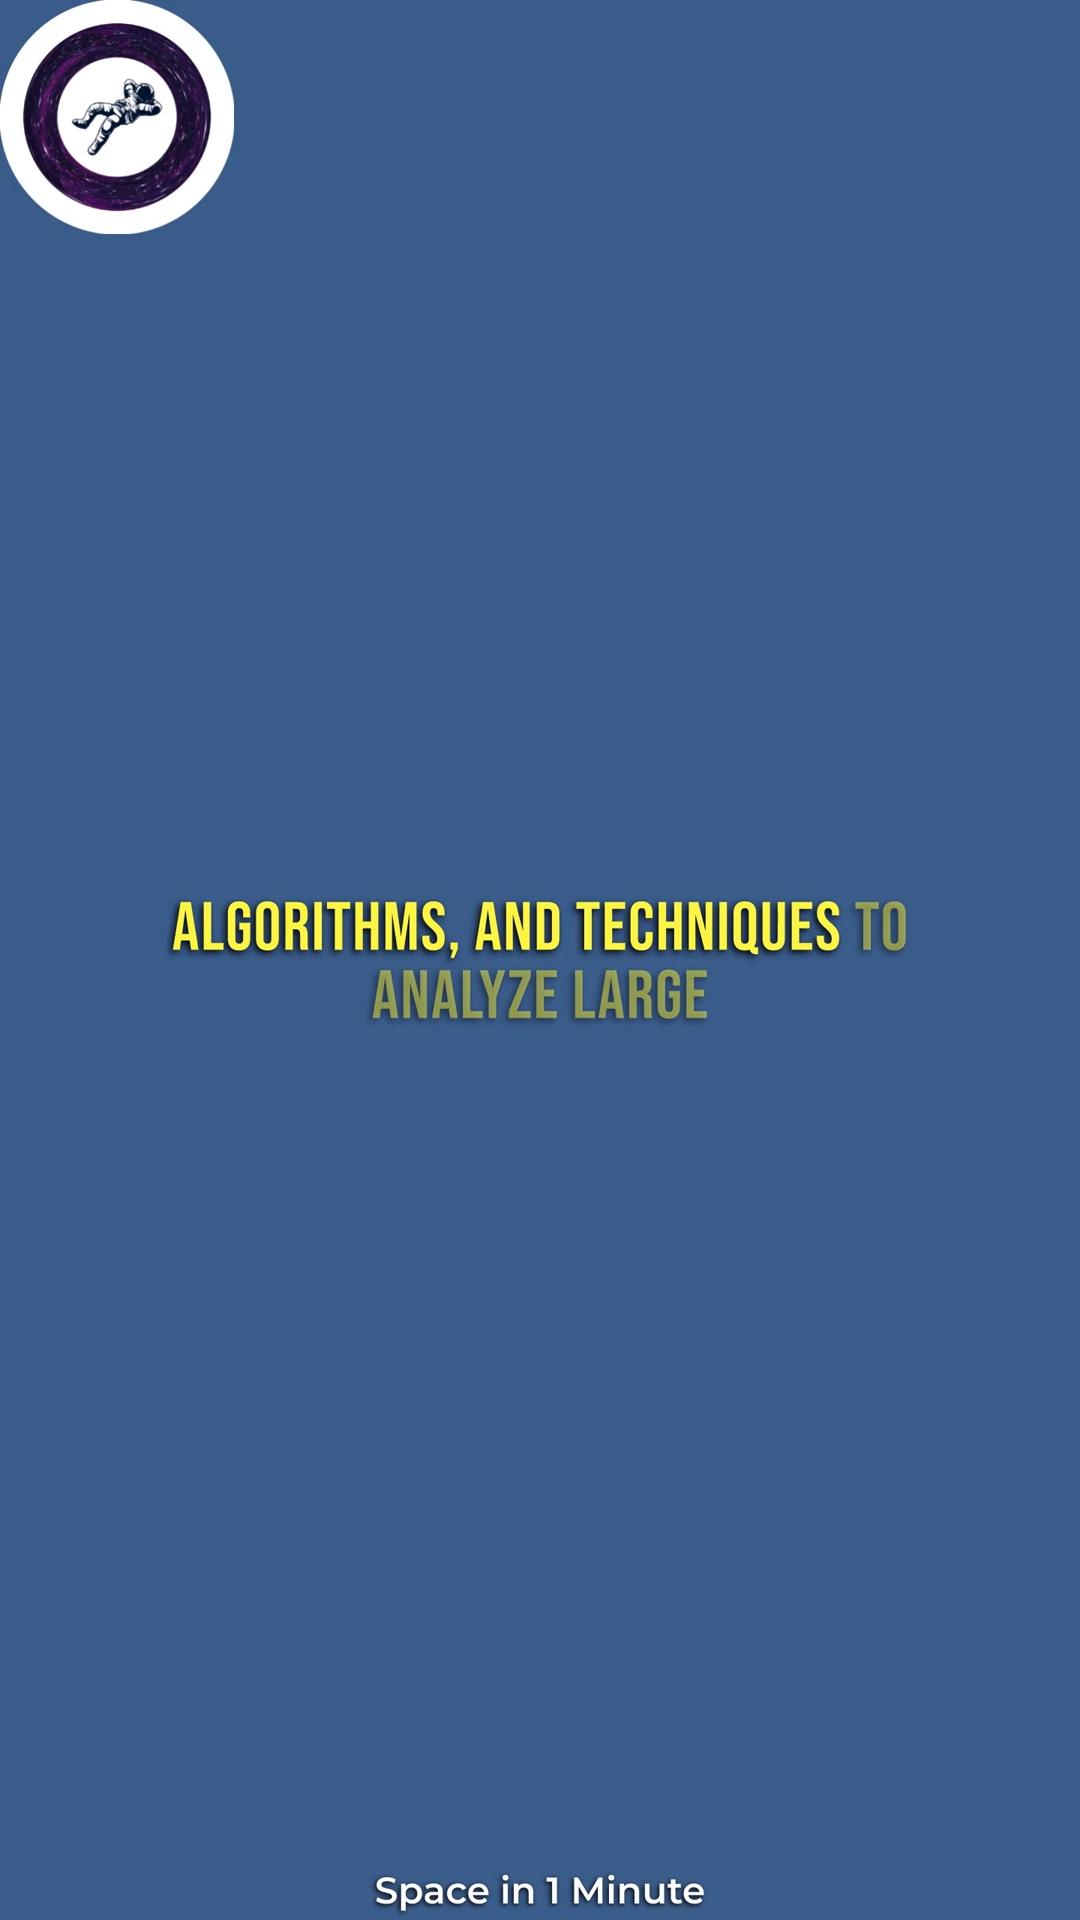 ALGORITHMS, AND TECHNIQUES TO
ANALYZE LARGE
Space in 1 Minute